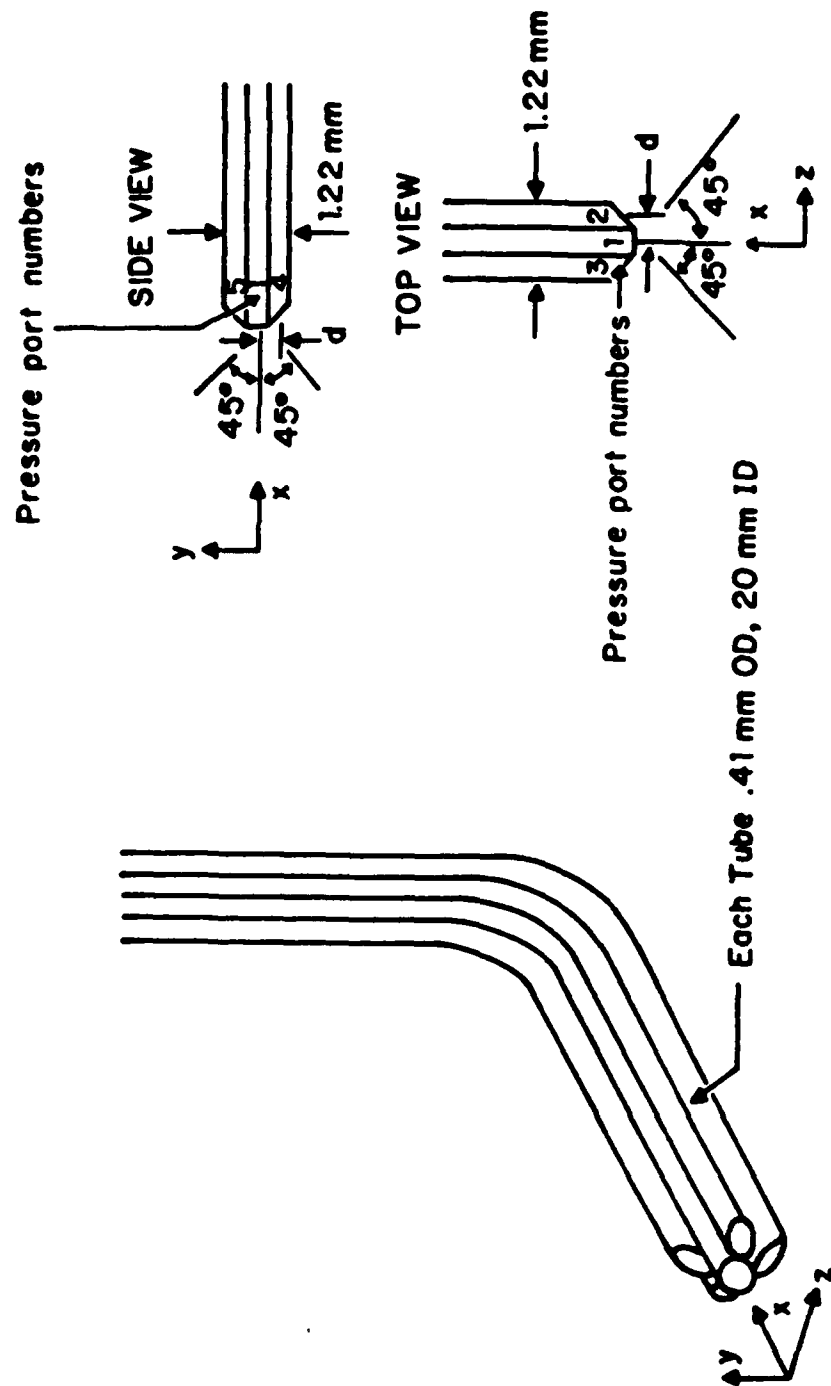 Pressure port numbers
SIDE VIEW
5
1
4
45°
45°
d
1.22 mm
y
x
TOP VIEW
1.22 mm
3 1 2
d
45° 45°
Pressure port numbers
x
z
Each Tube .41 mm OD, 20 mm ID
y
x
z